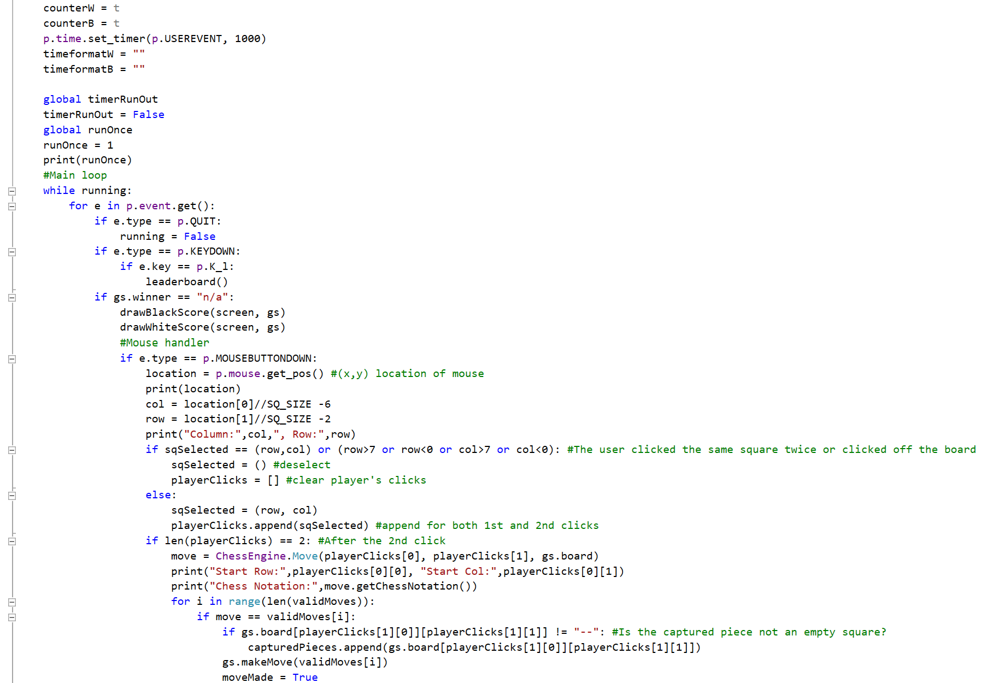 counterW = t
counterB = t
p.time.set_timer(p.USEREVENT, 1000)
timeformatW = ""
timeformatB = ""
global timerRunOut
timerRunOut = False
global runOnce
runOnce = 1
print(runOnce)
#Main loop
while running:
    for e in p.event.get():
        if e.type == p.QUIT:
            running = False
        if e.type == p.KEYDOWN:
            if e.key == p.K_l:
                leaderboard()
        if gs.winner == "n/a":
            drawBlackScore(screen, gs)
            drawWhiteScore(screen, gs)
            #Mouse handler
            if e.type == p.MOUSEBUTTONDOWN:
                location = p.mouse.get_pos() #(x,y) location of mouse
                print(location)
                col = location[0]//SQ_SIZE -6
                row = location[1]//SQ_SIZE -2
                print("Column:",col,", Row:",row)
                if sqSelected == (row,col) or (row>7 or row<0 or col>7 or col<0): #The user clicked the same square twice or clicked off the board
                    sqSelected = () #deselect
                    playerClicks = [] #clear player's clicks
                else:
                    sqSelected = (row, col)
                    playerClicks.append(sqSelected) #append for both 1st and 2nd clicks
                if len(playerClicks) == 2: #After the 2nd click
                    move = ChessEngine.Move(playerClicks[0], playerClicks[1], gs.board)
                    print("Start Row:",playerClicks[0][0], "Start Col:",playerClicks[0][1])
                    print("Chess Notation:",move.getChessNotation())
                    for i in range(len(validMoves)):
                        if move == validMoves[i]:
                            if gs.board[playerClicks[1][0]][playerClicks[1][1]] != "--": #Is the captured piece not an empty square?
                                capturedPieces.append(gs.board[playerClicks[1][0]][playerClicks[1][1]])
                            gs.makeMove(validMoves[i])
                            moveMade = True